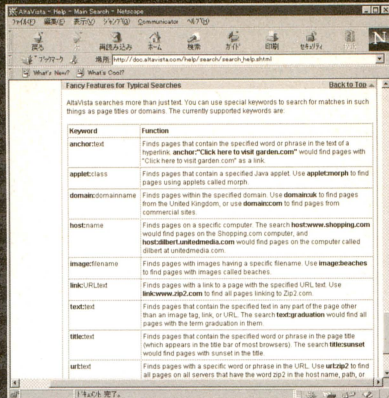 AltaVista - Help - Main Search - Netscape
ファイル(F) 編集(E) 表示(V) ジャンプ(G) Communicator ヘルプ(H)
戻る 再読み込み ホーム 検索 ガイド 印刷 セキュリティ
ブックマーク 場所 http://doc.altavista.com/help/search/search_help.shtml
What's New? What's Cool?
Fancy Features for Typical Searches Back to Top
AltaVista searches more than just text. You can use special keywords to search for matches in such
things as page titles or domains. The currently supported keywords are:
Keyword Function
anchor:text Finds pages that contain the specified word or phrase in the text of a
hyperlink. anchor:"Click here to visit garden.com" would find pages with
"Click here to visit garden com" as a link.
applet:class Finds pages that contain a specified Java applet. Use applet:morph to find
pages using applets called morph.
domain:domainname Finds pages within the specified domain. Use domain:uk to find pages
from the United Kingdom, or use domain:com to find pages from
commercial sites.
host:name Finds pages on a specific computer. The search host:www.shopping.com
would find pages on the Shopping.com computer, and
host:dilbert.unitedmedia.com would find pages on the computer called
dilbert at unitedmedia.com.
image:filename Finds pages with images having a specific filename. Use image:beaches
to find pages with images called beaches.
link:URLtext Finds pages with a link to a page with the specified URL text. Use
link:www.zip2.com to find all pages linking to Zip2.com.
text:text Finds pages that contain the specified text in any part of the page other
than an image tag, link, or URL. The search text:graduation would find all
pages with the term graduation in them.
title:text Finds pages that contain the specified word or phrase in the page title
(which appears in the title bar of most browsers). The search title:sunset
would find pages with sunset in the title.
url:text Finds pages with a specific word or phrase in the URL. Use url:zip2 to find
all pages on all servers that have the word zip2 in the host name, path, or
ドキュメント 完了。